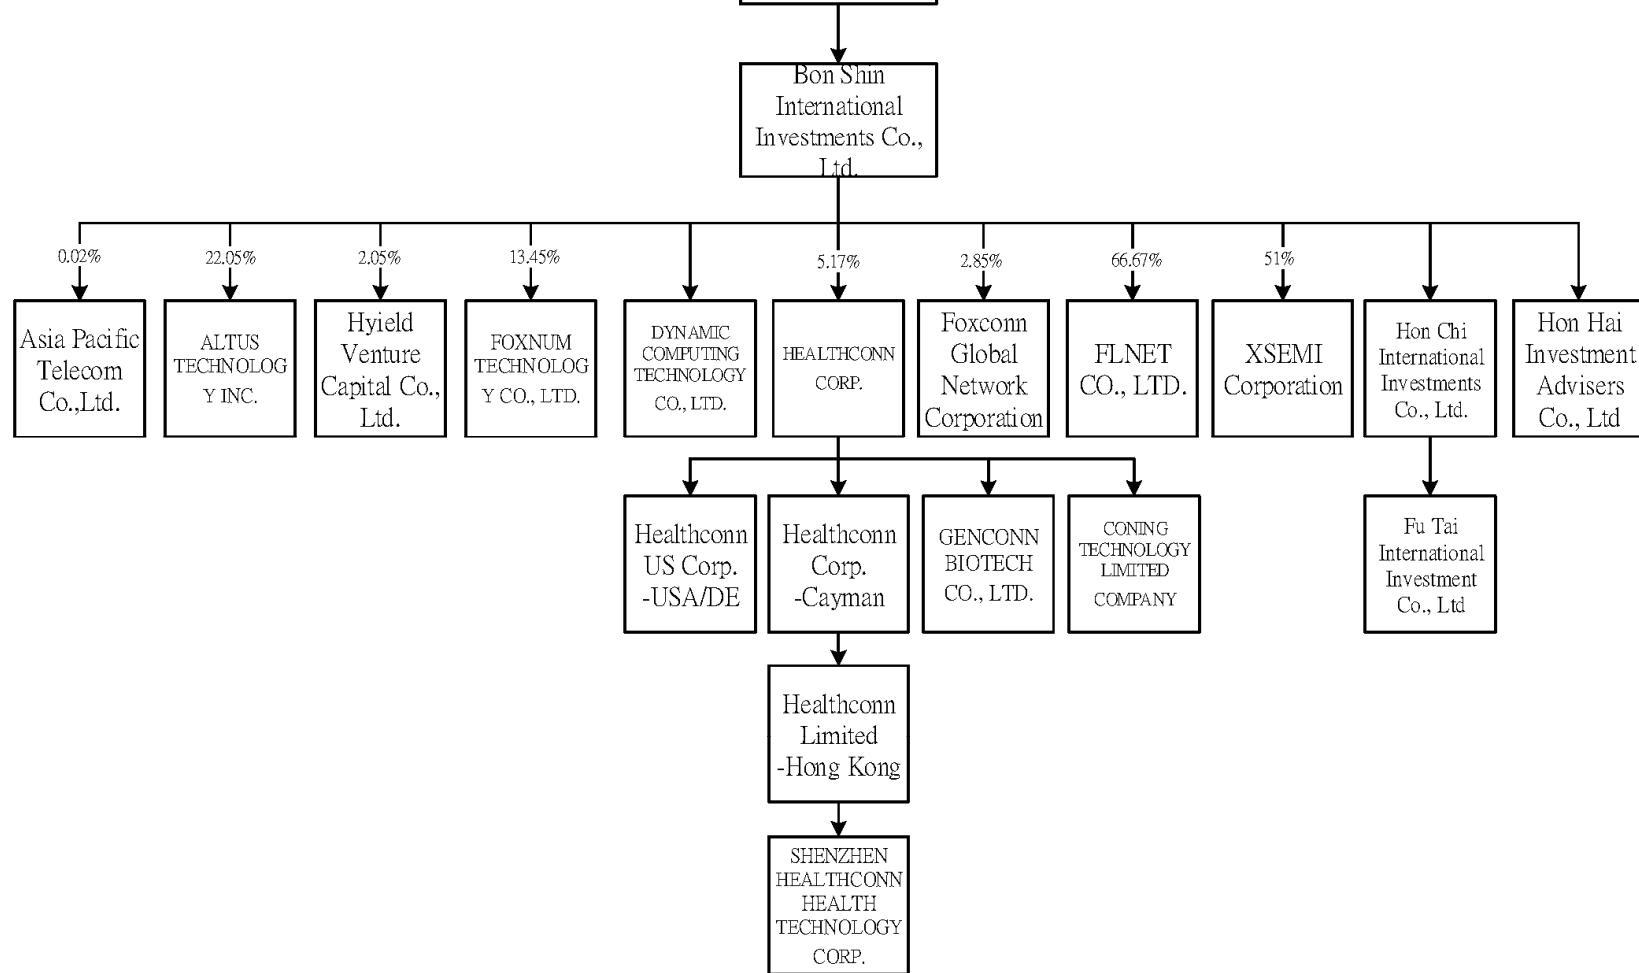 Bon Shin
International
Investments Co.,
Ltd.
0.02%
22.05%
2.05%
13.45%
5.17%
2.85%
66.67%
51%
Asia Pacific
Telecom
Co.,Ltd.
ALTUS
TECHNOLOG
Y INC.
Hyield
Venture
Capital Co.,
Ltd.
FOXNUM
TECHNOLOG
Y CO., LTD.
DYNAMIC
COMPUTING
TECHNOLOGY
CO., LTD.
HEALTHCONN
CORP.
Foxconn
Global
Network
Corporation
FLNET
CO., LTD.
XSEMI
Corporation
Hon Chi
International
Investments
Co., Ltd.
Hon Hai
Investment
Advisers
Co., Ltd
Healthconn
US Corp.
-USA/DE
Healthconn
Corp.
-Cayman
GENCONN
BIOTECH
CO., LTD.
CONING
TECHNOLOGY
LIMITED
COMPANY
Fu Tai
International
Investment
Co., Ltd
Healthconn
Limited
-Hong Kong
SHENZHEN
HEALTHCONN
HEALTH
TECHNOLOGY
CORP.